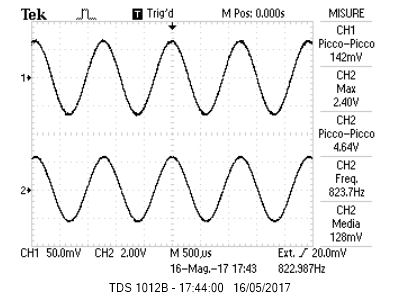 Tek T Trig'd M Pos: 0.000s MISURE
CH1
Picco-Picco
142mV
CH2
Max
2.40V
CH2
Picco-Picco
4.64V
CH2
Freq.
823.7Hz
CH2
Media
128mV
1
2
CH1 50.0mV CH2 2.00V M 500µs Ext. 20.0mV
16-Mag.-17 17:43 822.987Hz
TDS 1012B - 17:44:00 16/05/2017